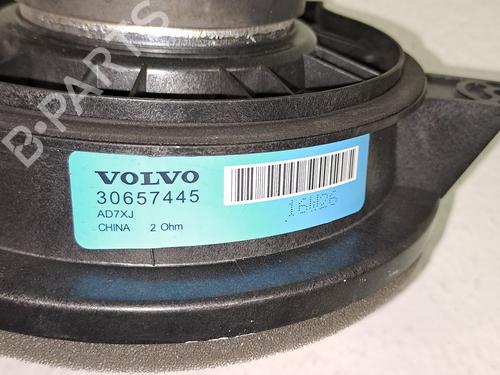 B-PARTS
VOLVO
30657445
AD7XJ
CHINA 2 Ohm
16W26